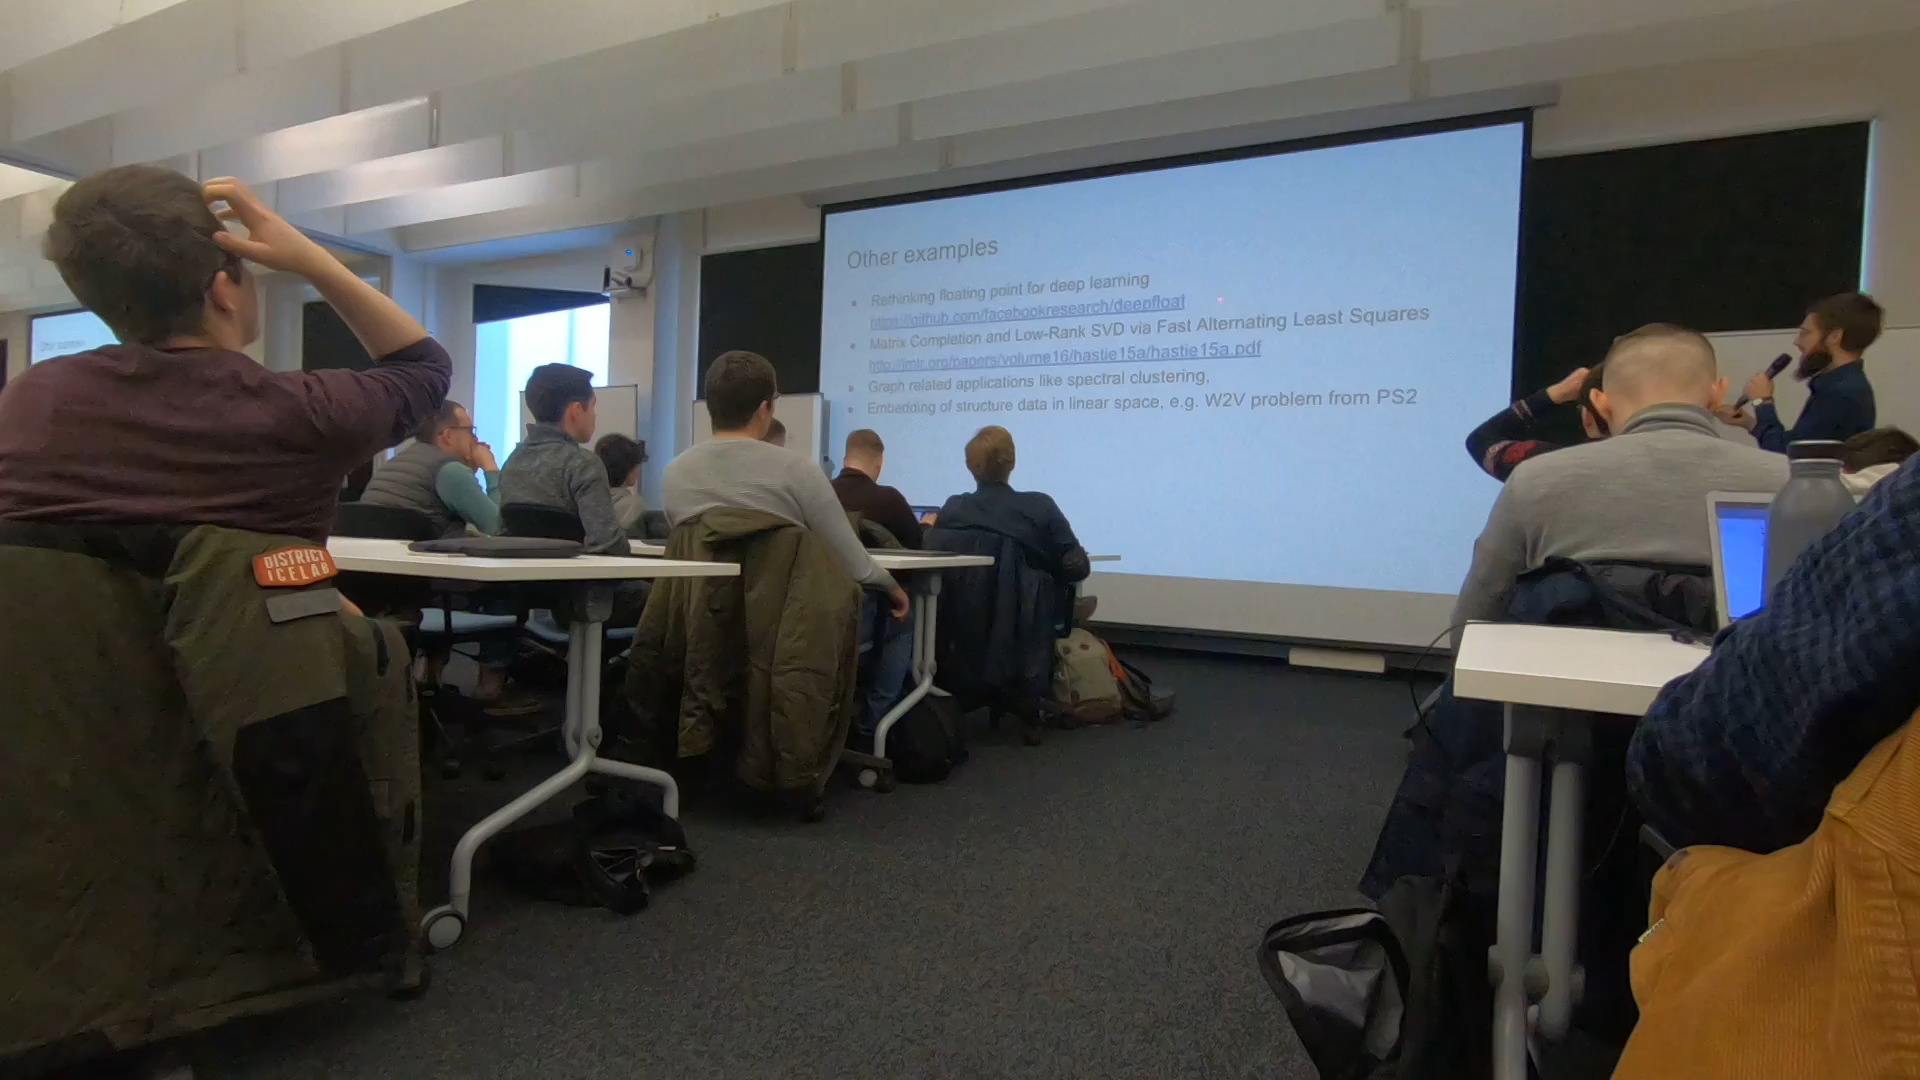 Other examples
Rethinking floating point for deep learning
https://github.com/facebookresearch/deepfloat
Matrix Completion and Low-Rank SVD via Fast Alternating Least Squares
http://jmlr.org/papers/volume16/hastie15a/hastie15a.pdf
Graph related applications like spectral clustering,
Embedding of structure data in linear space, e.g. W2V problem from PS2
DISTRICT
ICELAB
Other examples